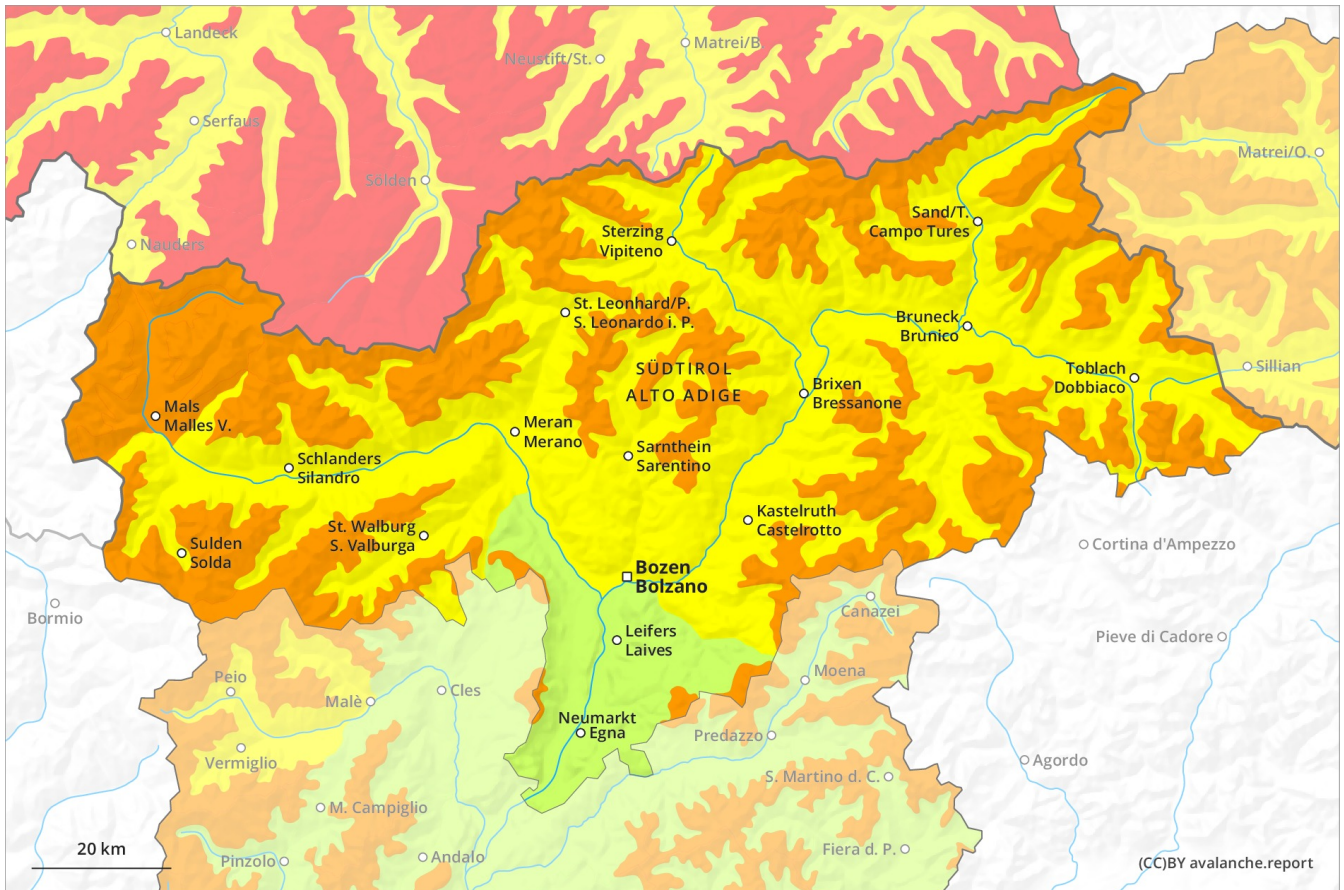 Landeck
Matrei/B
Neustift/St.
Serfaus
Matrei/O.
Sölden
Sand/T.
Campo Tures
Sterzing
Vipiteno
Nauders
St. Leonhard/P.
S. Leonardo i. P.
Bruneck
Brunico
SÜDTIROL
ALTO ADIGE
Toblach
Dobbiaco
Sillian
Brixen
Bressanone
Mals
Malles V.
Meran
Merano
Sarnthein
Sarentino
Schlanders
Silandro
Kastelruth
Castelrotto
St. Walburg
S. Valburga
Sulden
Solda
Cortina d'Ampezzo
Bozen
Bolzano
Bormio
Canazei
Leifers
Laives
Pieve di Cadore
Peio
Moena
Cles
Malè
Neumarkt
Egna
Predazzo
Vermiglio
Agordo
S. Martino d. C.
M. Campiglio
20 km
Fiera d. P.
Andalo
Pinzolo
(CC)BY avalanche.report